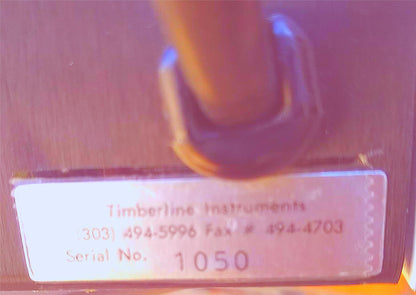 Timberline Instruments
(303) 494-5996 Fax # 494-4703
Serial No. 1050